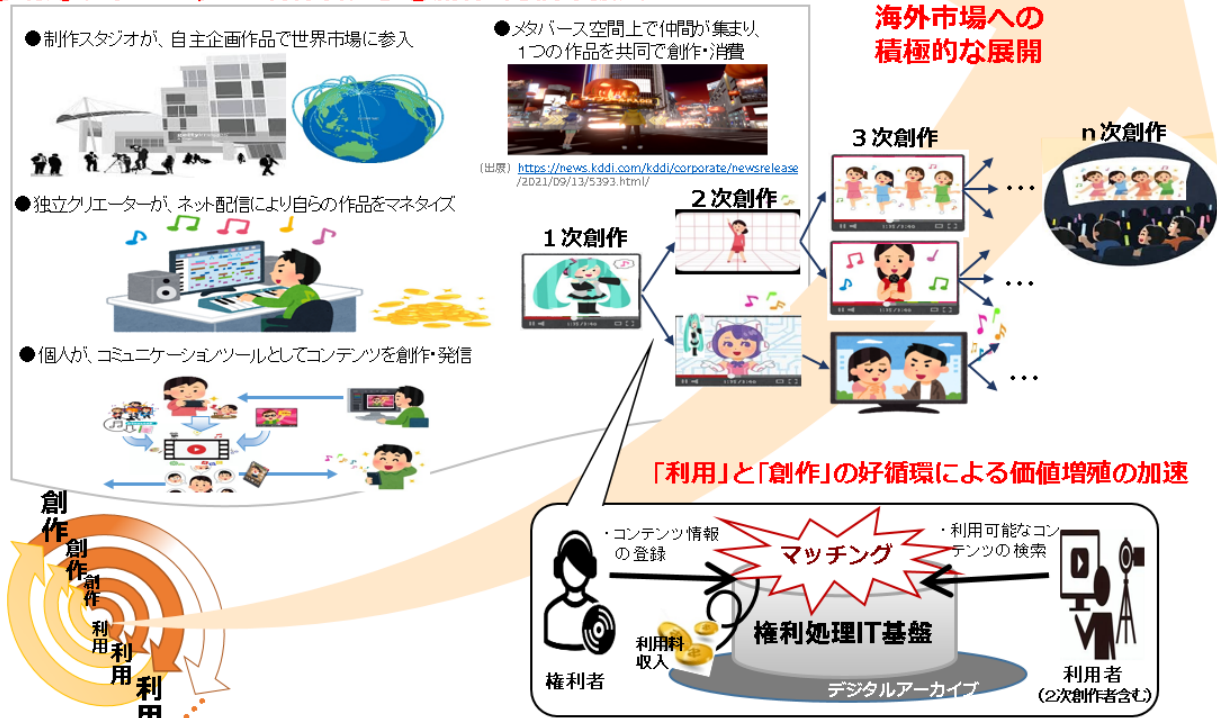 海外市場への
積極的な展開
●制作スタジオが、自主企画作品で世界市場に参入
●メタバース空間上で仲間が集まり、
1つの作品を共同で創作・消費
(出展) https://news.kddi.com/kddi/corporate/newsrelease
/2021/09/13/5393.html/
●独立クリエーターが、ネット配信により自らの作品をマネタイズ
1次創作
2次創作
3次創作
n次創作
…
…
…
●個人が、コミュニケーションツールとしてコンテンツを創作・発信
「利用」と「創作」の好循環による価値増殖の加速
創作
創作
創作
利用
利用
利用
・コンテンツ情報
の登録
マッチング
・利用可能なコン
テンツの検索
権利処理IT基盤
利用料
収入
デジタルアーカイブ
権利者
利用者
(2次創作者含む)